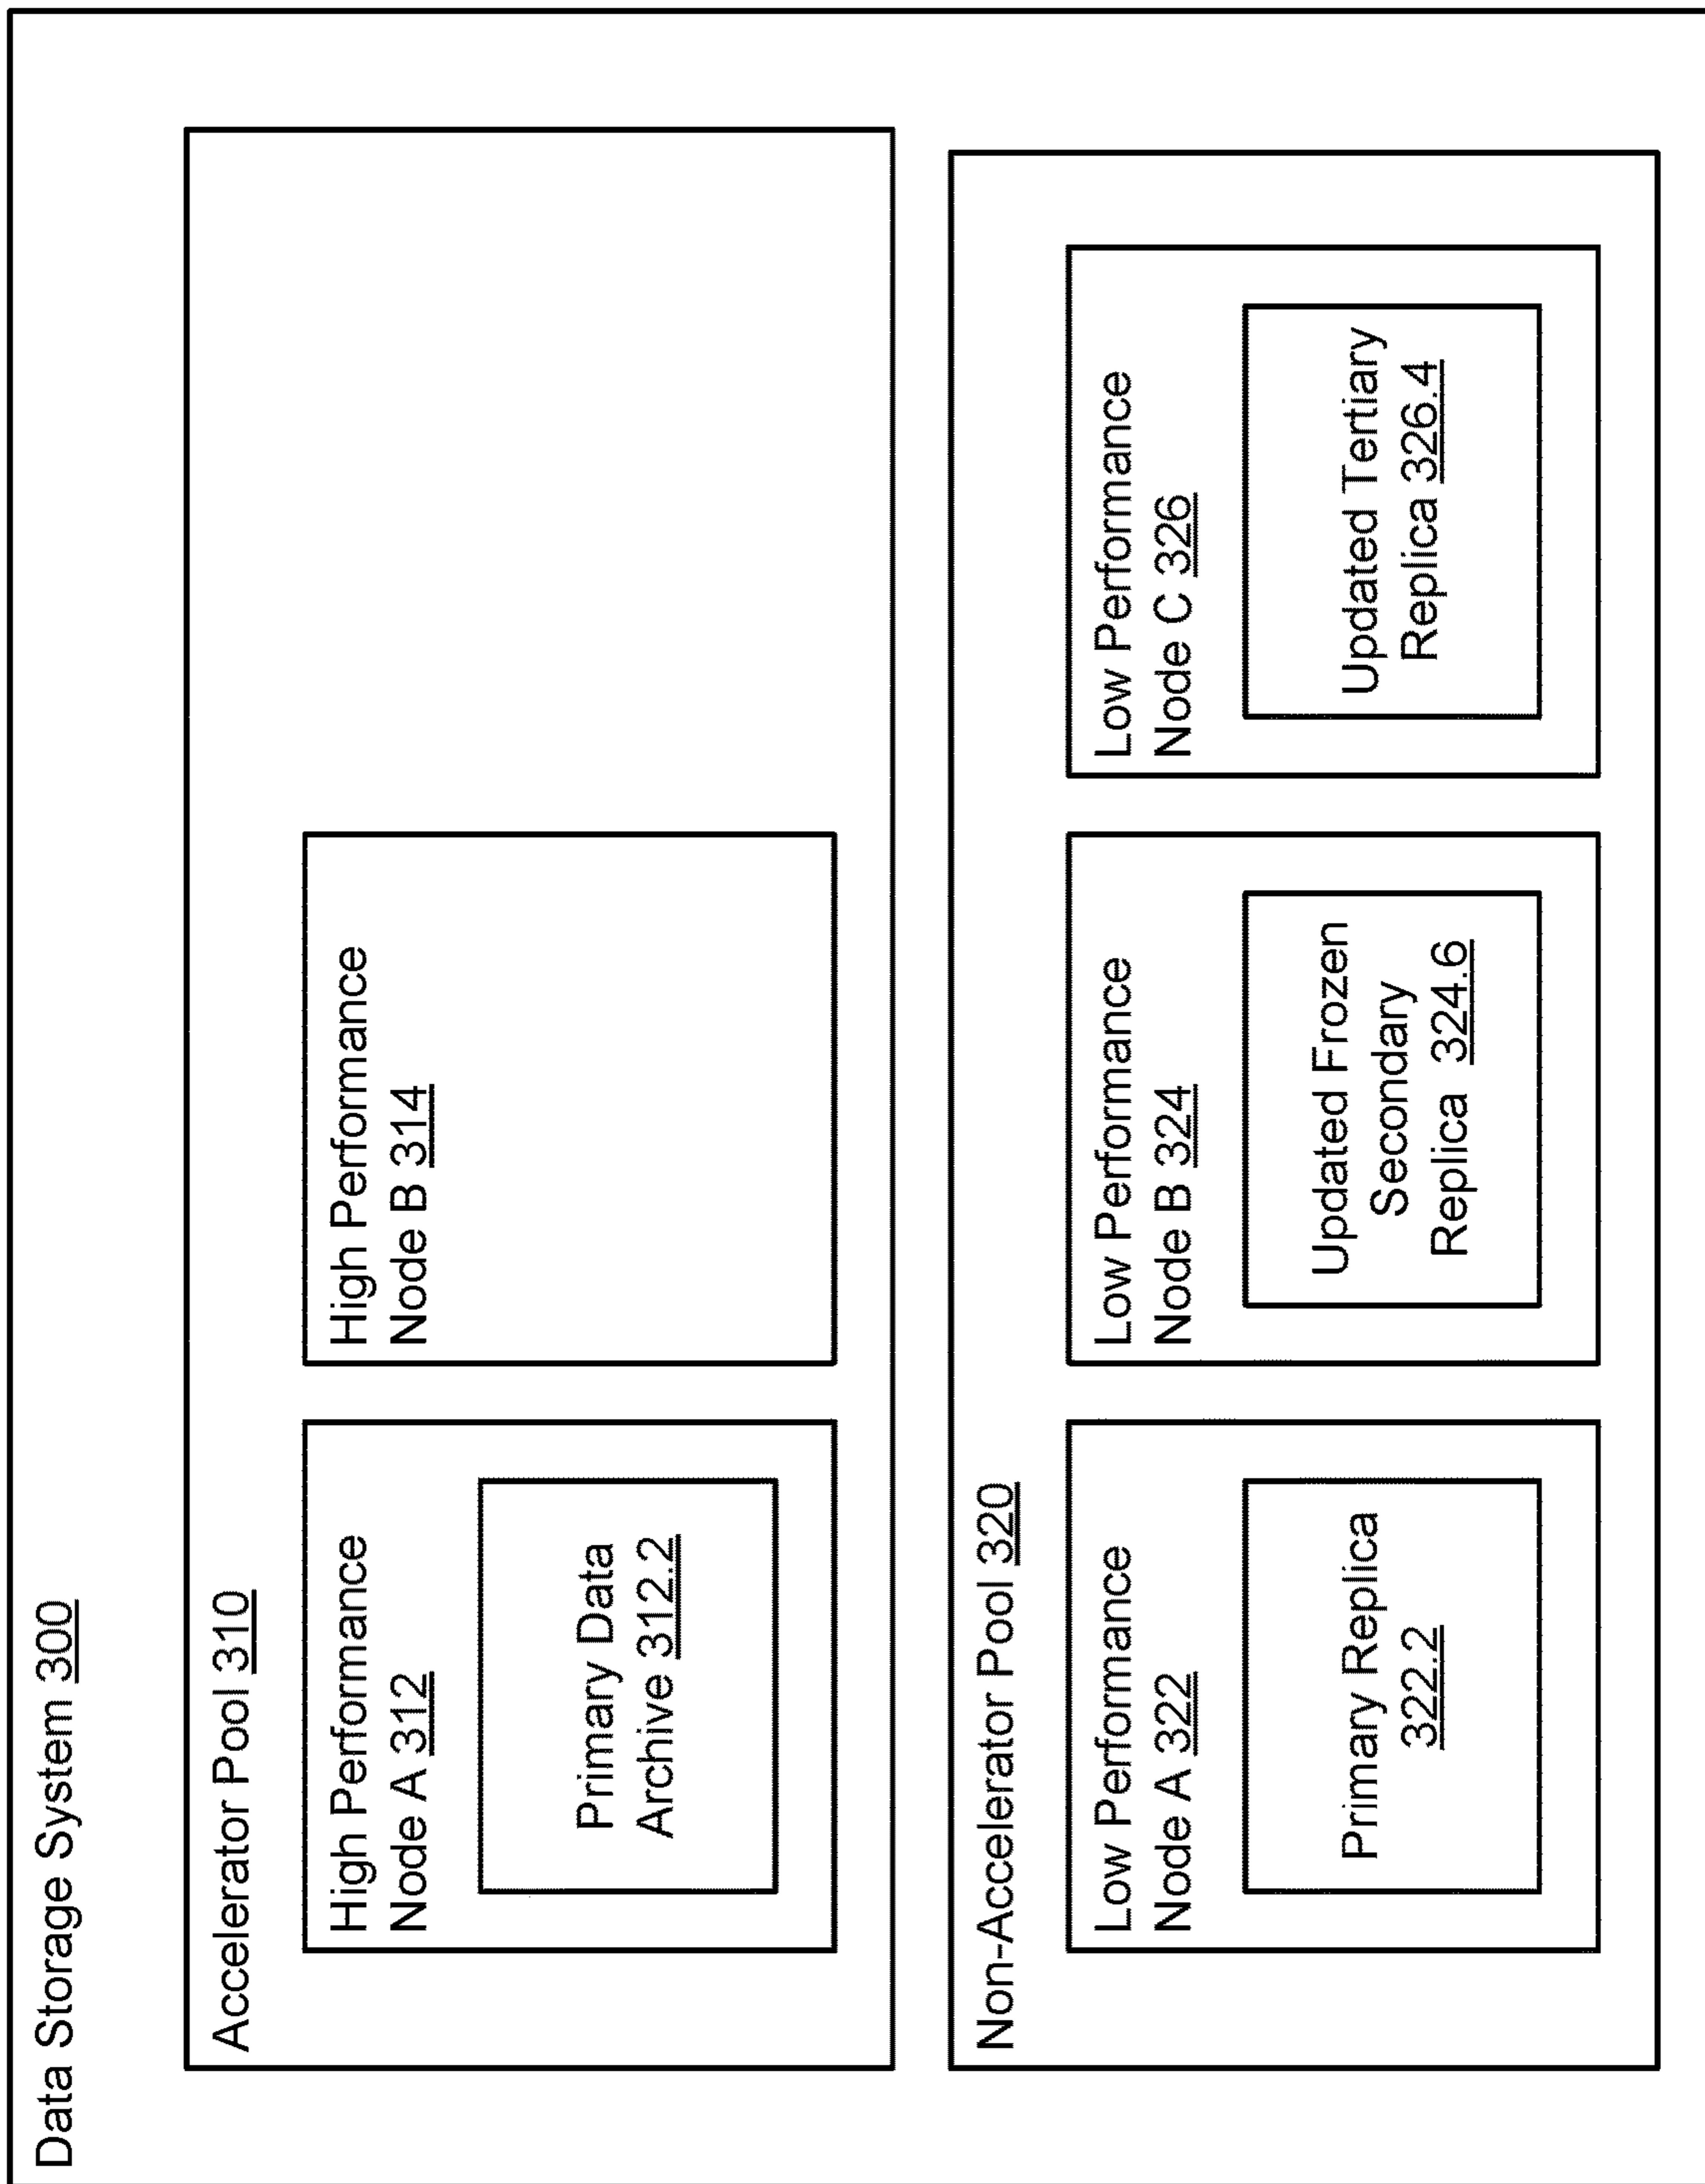 Data Storage System 300
Accelerator Pool 310
High Performance
Node A 312
Primary Data
Archive 312.2
High Performance
Node B 314
Non-Accelerator Pool 320
Low Performance
Node A 322
Primary Replica
322.2
Low Performance
Node B 324
Updated Frozen
Secondary
Replica 324.6
Low Performance
Node C 326
Updated Tertiary
Replica 326.4